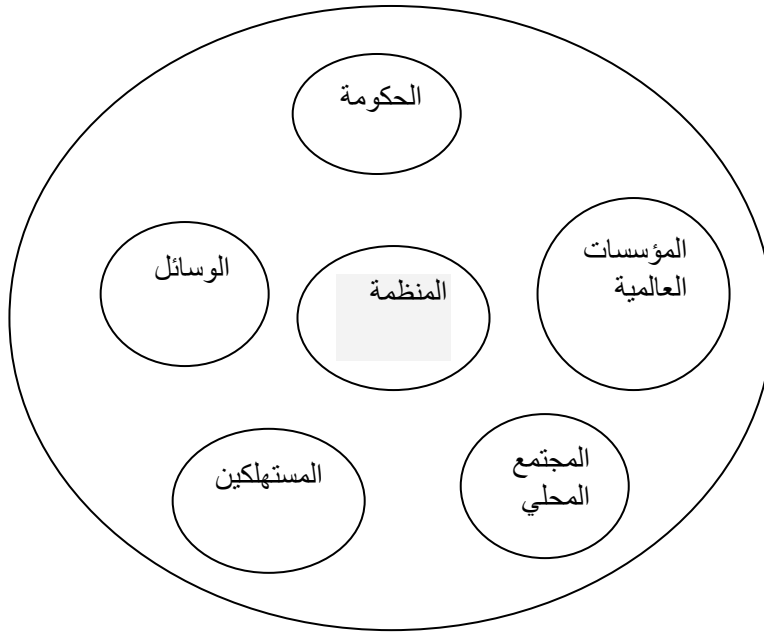 الحكومة
المؤسسات
العالمية
المنظمة
الوسائل
المجتمع
المحلي
المستهلكين